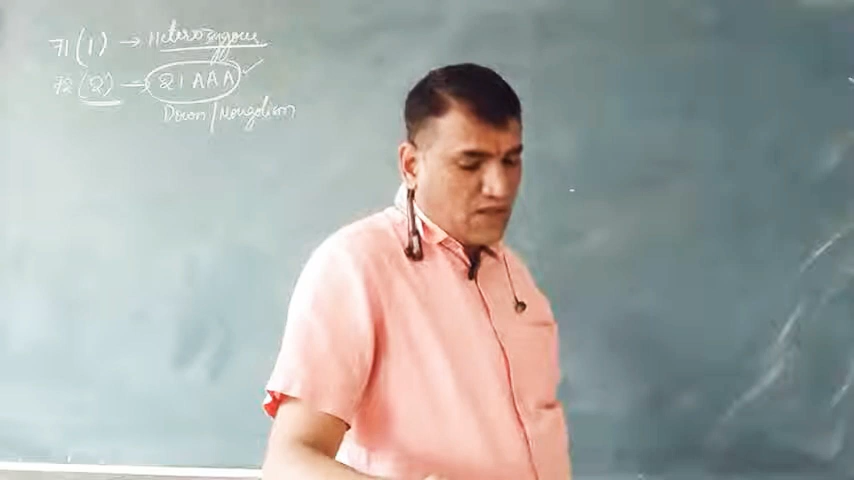 71 (1) → Heterozygous
72 (2) → 21 AAA ✓
Down/Mongolism